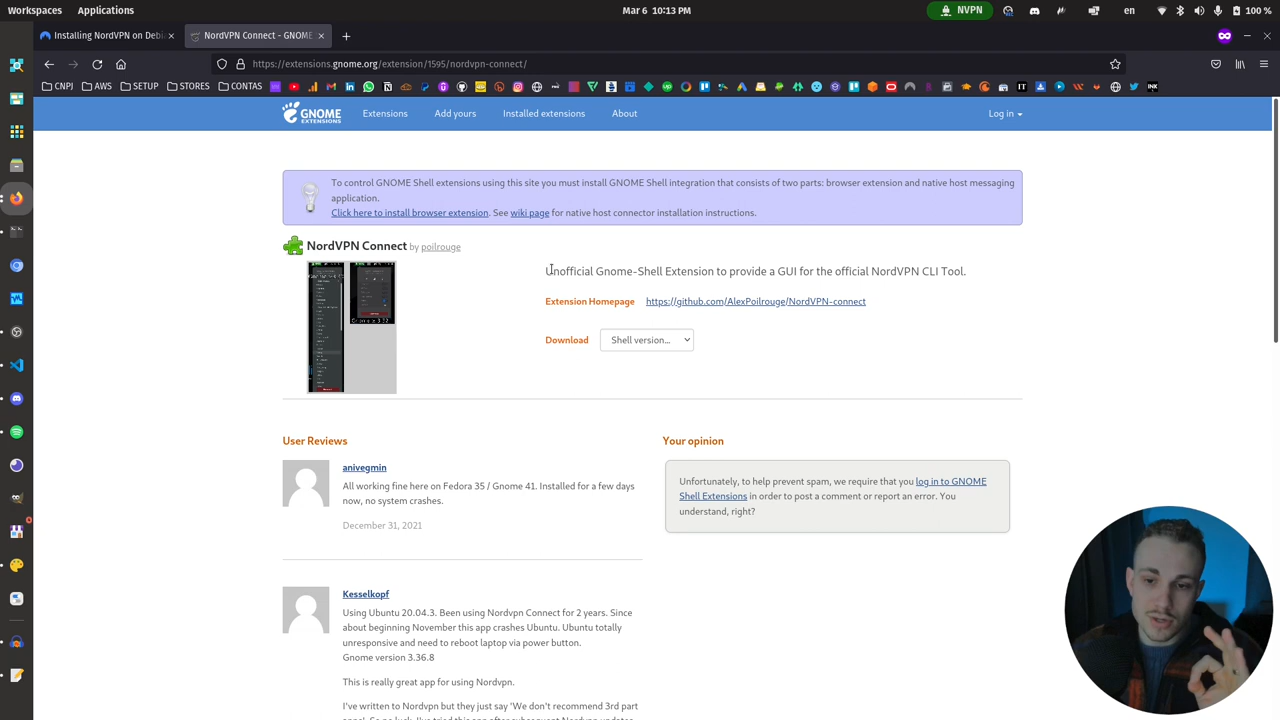 Workspaces Applications Mar 6 10:13 PM NVPN 100 %
Installing NordVPN on Debi NordVPN Connect - GNOME
https://extensions.gnome.org/extension/1595/nordvpn-connect/
CNPJ AWS SETUP STORES CONTAS
GNOME EXTENSIONS Extensions Add yours Installed extensions About Log in
To control GNOME Shell extensions using this site you must install GNOME Shell integration that consists of two parts: browser extension and native host messaging
application.
Click here to install browser extension. See wiki page for native host connector installation instructions.
NordVPN Connect by poilrouge
Unofficial Gnome-Shell Extension to provide a GUI for the official NordVPN CLI Tool.
Extension Homepage https://github.com/AlexPoilrouge/NordVPN-connect
Download Shell version...
User Reviews
anivegmin
All working fine here on Fedora 35 / Gnome 41. Installed for a few days
now, no system crashes.
December 31, 2021
Kesselkopf
Using Ubuntu 20.04.3. Been using Nordvpn Connect for 2 years. Since
about beginning November this app crashes Ubuntu. Ubuntu totally
unresponsive and need to reboot laptop via power button.
Gnome version 3.36.8
This is really great app for using Nordvpn.
I've written to Nordvpn but they just say 'We don't recommend 3rd part
Your opinion
Unfortunately, to help prevent spam, we require that you log in to GNOME
Shell Extensions in order to post a comment or report an error. You
understand, right?